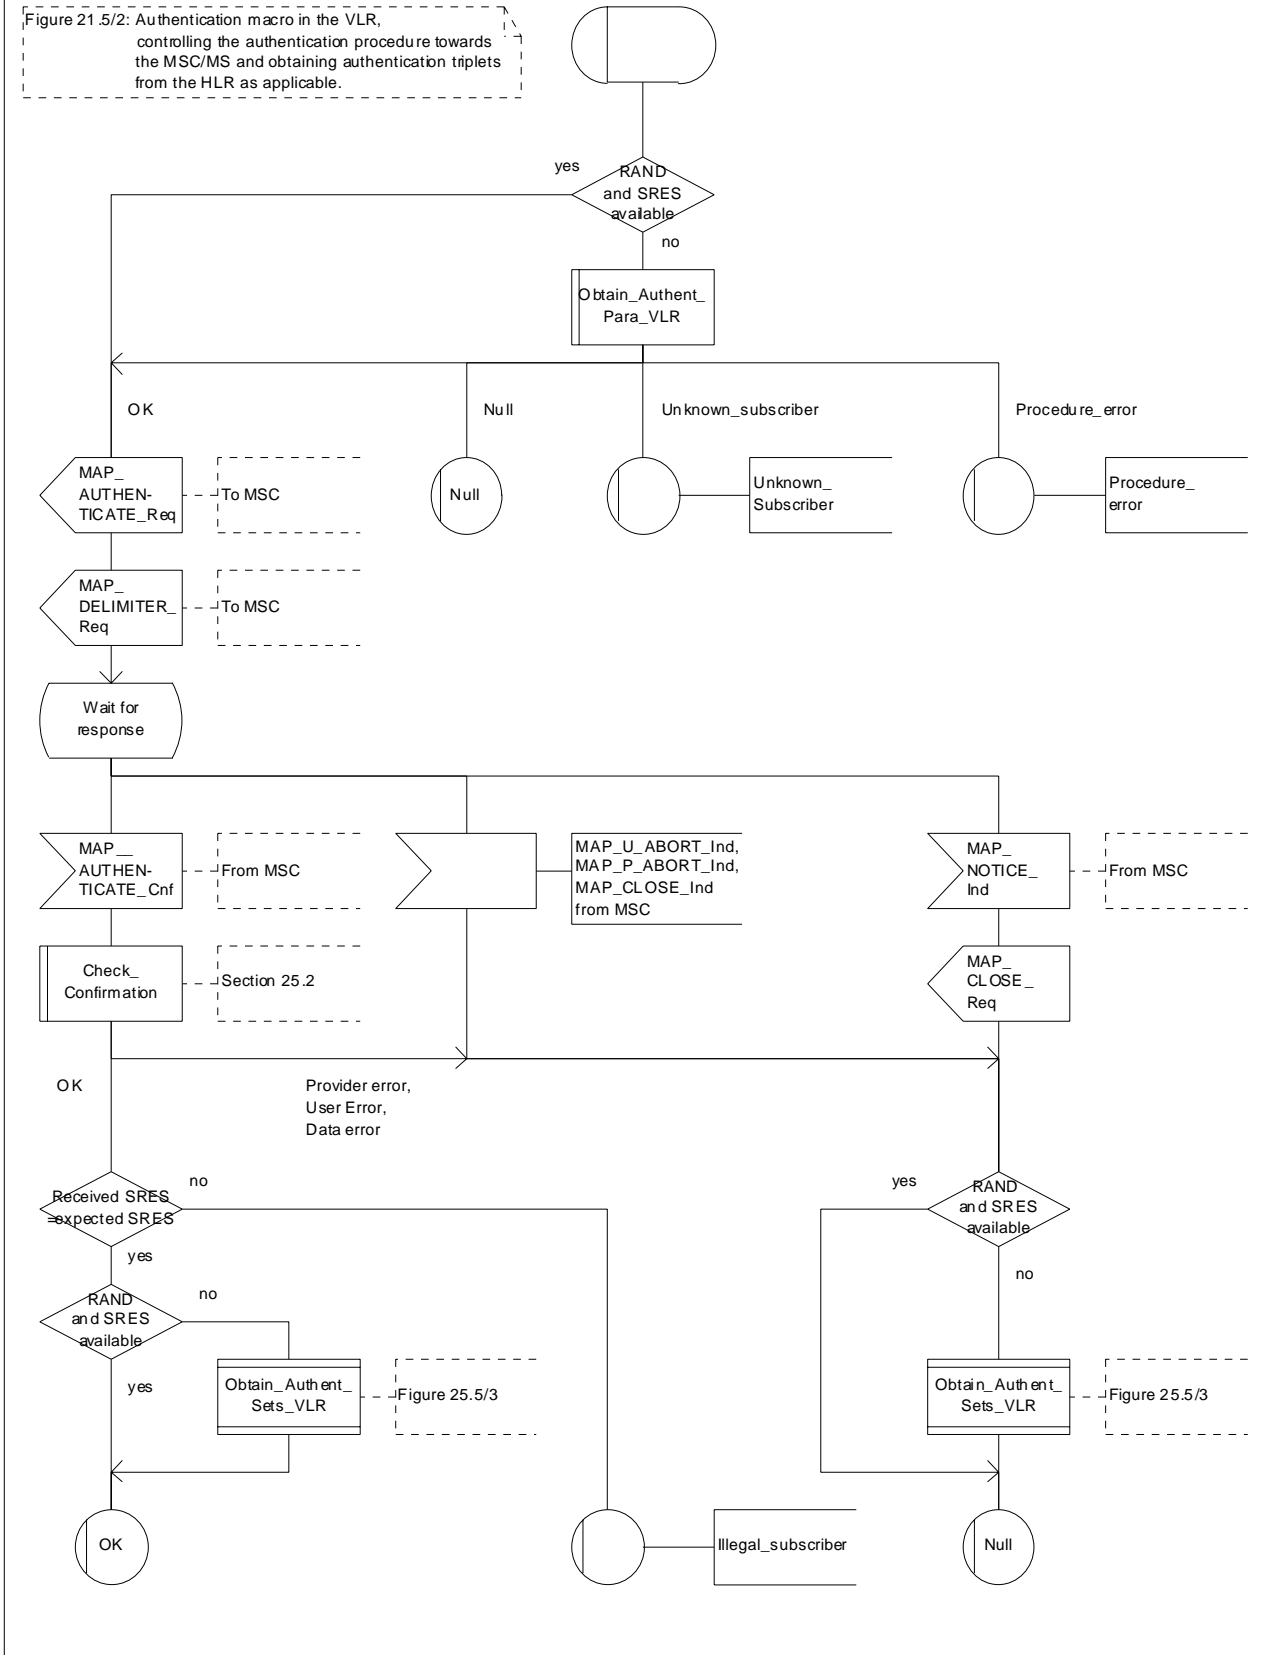 Figure 21.5/2: Authentication macro in the VLR,
controlling the authentication procedure towards
the MSC/MS and obtaining authentication triplets
from the HLR as applicable.
yes
RAND
and SRES
available
no
Obtain_Authent_
Para_VLR
OK
Null
Unknown_subscriber
Procedure_error
MAP_
AUTHEN-
TICATE_Req
To MSC
Null
Unknown_
Subscriber
Procedure_
error
MAP_
DELIMITER_
Req
To MSC
Wait for
response
MAP__
AUTHEN-
TICATE_Cnf
From MSC
MAP_U_ABORT_Ind,
MAP_P_ABORT_Ind,
MAP_CLOSE_Ind
from MSC
MAP_
NOTICE_
Ind
From MSC
Check_
Confirmation
Section 25.2
MAP_
CLOSE_
Req
OK
Provider error,
User Error,
Data error
Received SRES
=expected SRES
no
yes
yes
RAND
and SRES
available
no
RAND
and SRES
available
no
yes
Obtain_Authent_
Sets_VLR
Figure 25.5/3
Obtain_Authent_
Sets_VLR
Figure 25.5/3
OK
Illegal_subscriber
Null